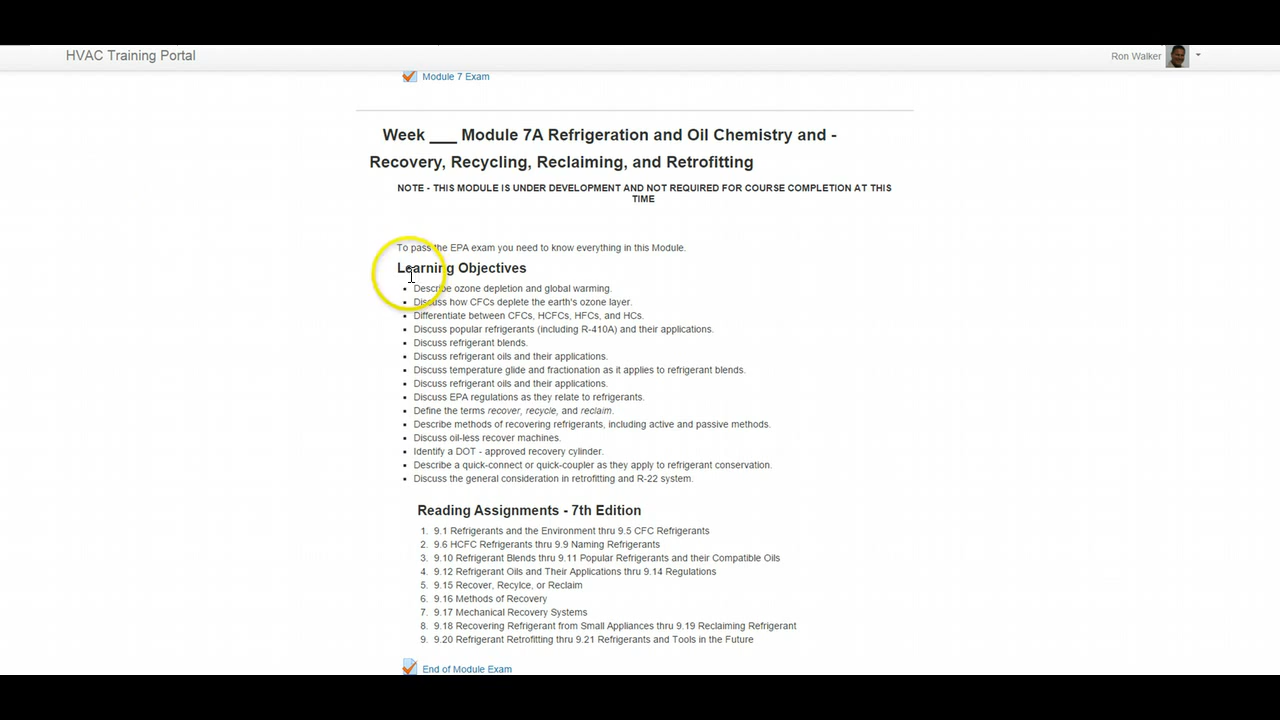 HVAC Training Portal
Ron Walker
Module 7 Exam
Week ___ Module 7A Refrigeration and Oil Chemistry and -
Recovery, Recycling, Reclaiming, and Retrofitting
NOTE - THIS MODULE IS UNDER DEVELOPMENT AND NOT REQUIRED FOR COURSE COMPLETION AT THIS
TIME
To pass the EPA exam you need to know everything in this Module.
Learning Objectives
• Describe ozone depletion and global warming.
• Discuss how CFCs deplete the earth's ozone layer.
• Differentiate between CFCs, HCFCs, HFCs, and HCs.
• Discuss popular refrigerants (including R-410A) and their applications.
• Discuss refrigerant blends.
• Discuss refrigerant oils and their applications.
• Discuss temperature glide and fractionation as it applies to refrigerant blends.
• Discuss refrigerant oils and their applications.
• Discuss EPA regulations as they relate to refrigerants.
• Define the terms recover, recycle, and reclaim.
• Describe methods of recovering refrigerants, including active and passive methods.
• Discuss oil-less recover machines.
• Identify a DOT - approved recovery cylinder.
• Describe a quick-connect or quick-coupler as they apply to refrigerant conservation.
• Discuss the general consideration in retrofitting and R-22 system.
Reading Assignments - 7th Edition
1. 9.1 Refrigerants and the Environment thru 9.5 CFC Refrigerants
2. 9.6 HCFC Refrigerants thru 9.9 Naming Refrigerants
3. 9.10 Refrigerant Blends thru 9.11 Popular Refrigerants and their Compatible Oils
4. 9.12 Refrigerant Oils and Their Applications thru 9.14 Regulations
5. 9.15 Recover, Recylce, or Reclaim
6. 9.16 Methods of Recovery
7. 9.17 Mechanical Recovery Systems
8. 9.18 Recovering Refrigerant from Small Appliances thru 9.19 Reclaiming Refrigerant
9. 9.20 Refrigerant Retrofitting thru 9.21 Refrigerants and Tools in the Future
End of Module Exam